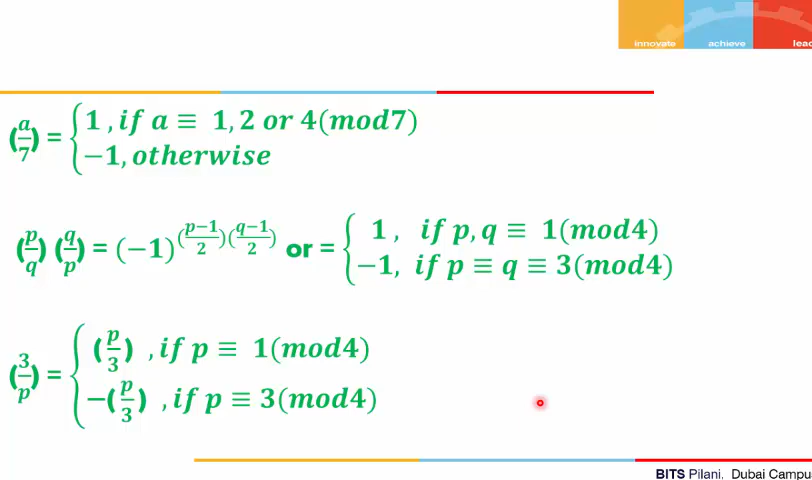 innovate achieve lead
(a/7) = { 1 , if a ≡ 1, 2 or 4(mod7)
−1, otherwise
(p/q) (q/p) = (−1)^((p−1)/2)((q−1)/2) or = { 1 , if p, q ≡ 1(mod4)
−1, if p ≡ q ≡ 3(mod4)
(3/p) = { (p/3) , if p ≡ 1(mod4)
−(p/3) , if p ≡ 3(mod4)
BITS Pilani, Dubai Campu